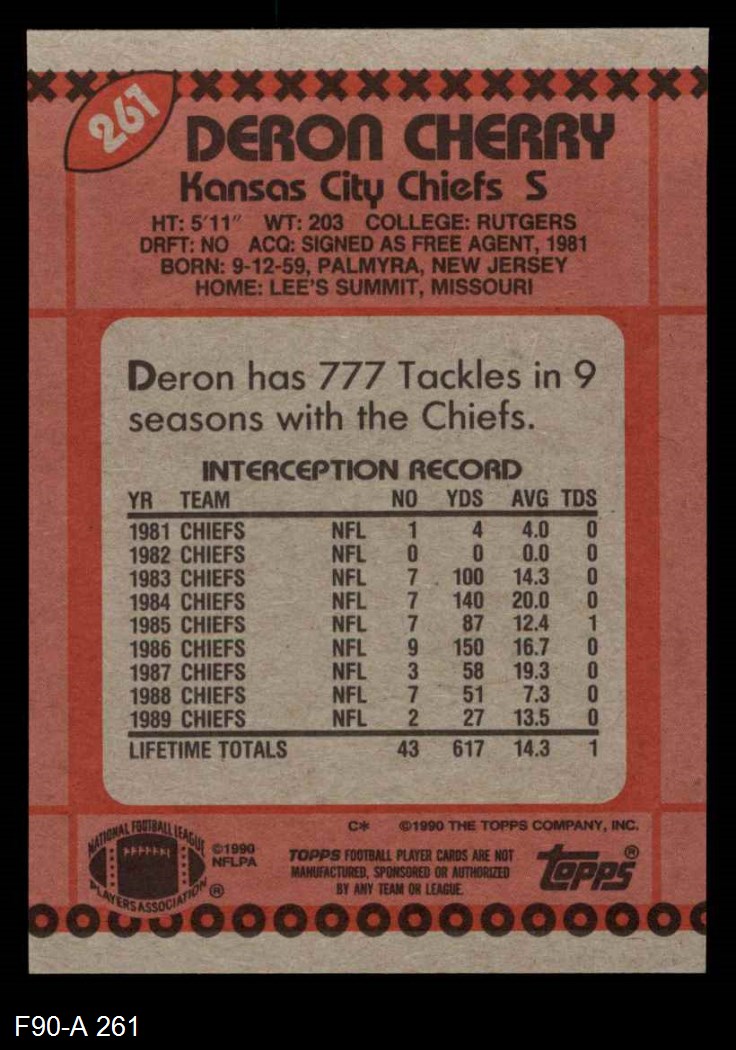 261
DERON CHERRY
Kansas City Chiefs S
HT: 5'11" WT: 203 COLLEGE: RUTGERS
DRFT: NO ACQ: SIGNED AS FREE AGENT, 1981
BORN: 9-12-59, PALMYRA, NEW JERSEY
HOME: LEE'S SUMMIT, MISSOURI
Deron has 777 Tackles in 9
seasons with the Chiefs.
INTERCEPTION RECORD
YR TEAM NO YDS AVG TDS
1981 CHIEFS NFL 1 4 4.0 0
1982 CHIEFS NFL 0 0 0.0 0
1983 CHIEFS NFL 7 100 14.3 0
1984 CHIEFS NFL 7 140 20.0 0
1985 CHIEFS NFL 7 87 12.4 1
1986 CHIEFS NFL 9 150 16.7 0
1987 CHIEFS NFL 3 58 19.3 0
1988 CHIEFS NFL 7 51 7.3 0
1989 CHIEFS NFL 2 27 13.5 0
LIFETIME TOTALS 43 617 14.3 1
C* ©1990 THE TOPPS COMPANY, INC.
NATIONAL FOOTBALL LEAGUE
PLAYERS ASSOCIATION ®
©1990
NFLPA
TOPPS FOOTBALL PLAYER CARDS ARE NOT
MANUFACTURED, SPONSORED OR AUTHORIZED
BY ANY TEAM OR LEAGUE.
topps®
F90-A 261